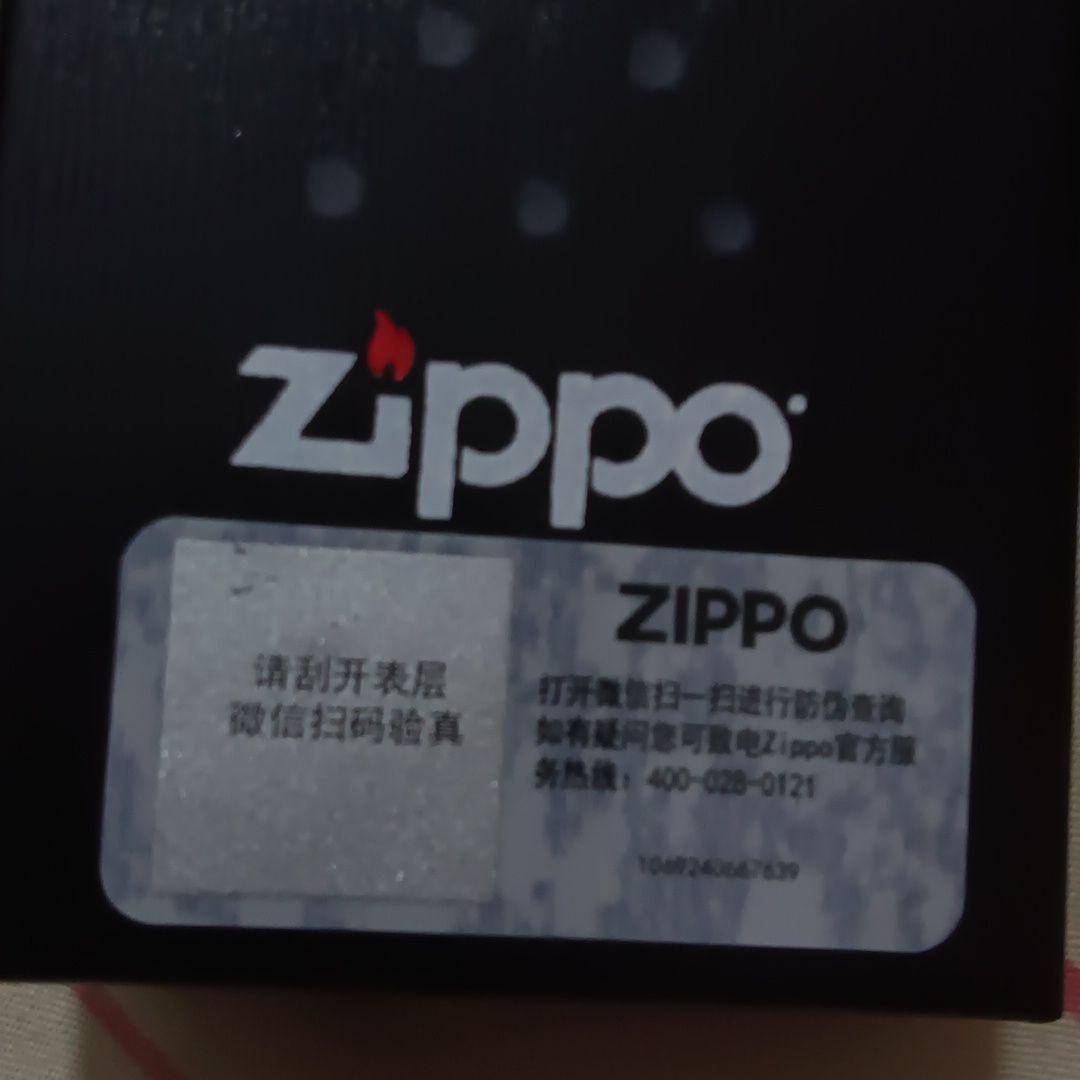 Zippo
请刮开表层
微信扫码验真
ZIPPO
打开微信扫一扫进行防伪查询
如有疑问您可致电Zippo官方服
务热线：400-028-0121
1069240667639